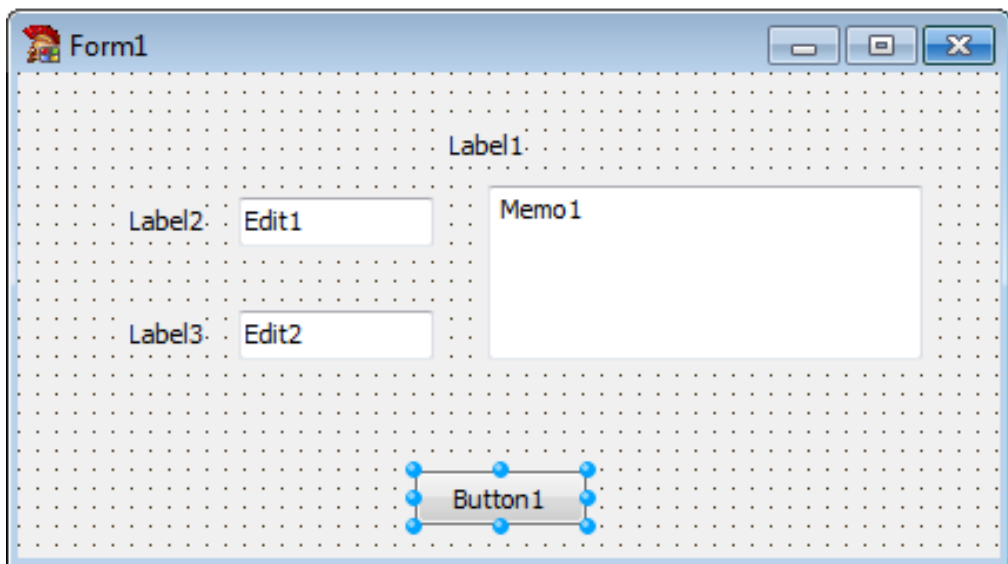 Form1
Label1
Label2 Edit1
Memo1
Label3 Edit2
Button1